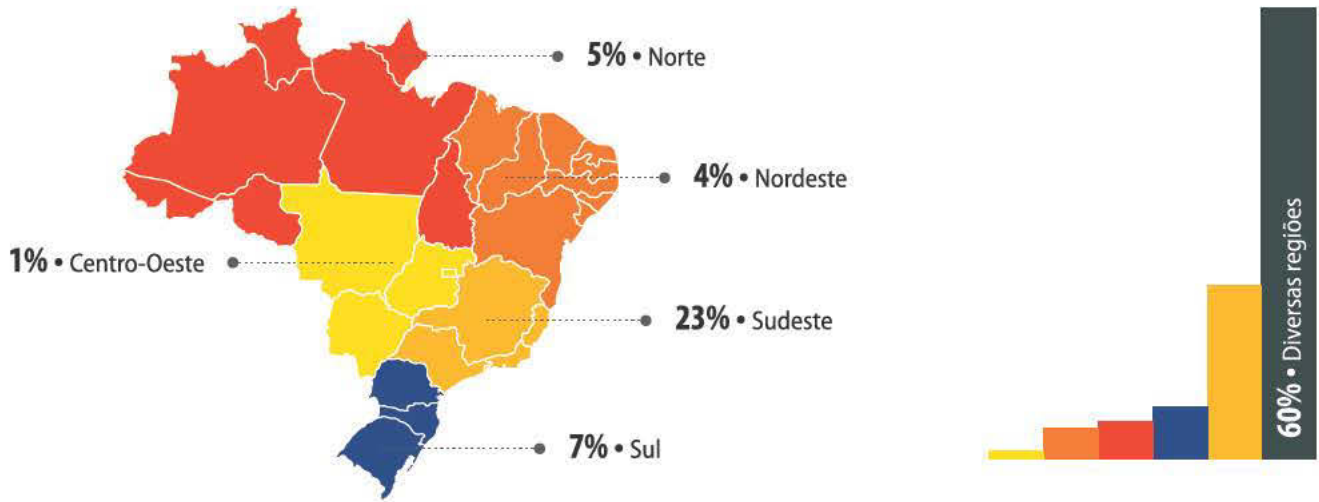 5% • Norte
4% • Nordeste
1% • Centro-Oeste
23% • Sudeste
7% • Sul
60% • Diversas regiões